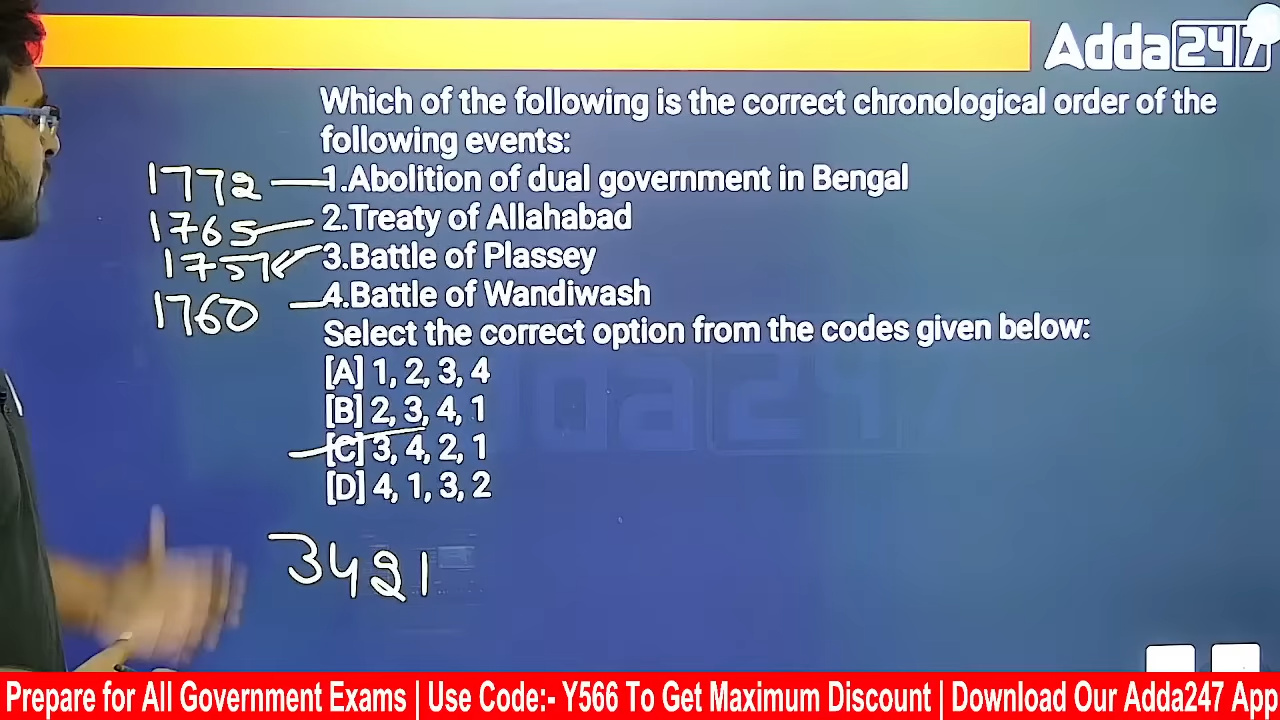 Adda247
Which of the following is the correct chronological order of the
following events:
1772 — 1.Abolition of dual government in Bengal
1765 — 2.Treaty of Allahabad
1757 3.Battle of Plassey
1760 — 4.Battle of Wandiwash
Select the correct option from the codes given below:
[A] 1, 2, 3, 4
[B] 2, 3, 4, 1
[C] 3, 4, 2, 1
[D] 4, 1, 3, 2
3421
Adda247
Prepare for All Government Exams | Use Code:- Y566 To Get Maximum Discount | Download Our Adda247 App